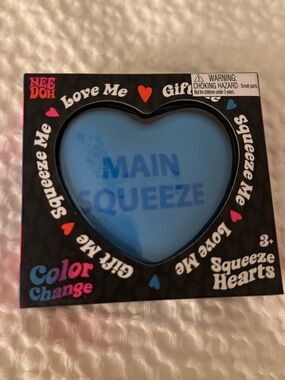 NEE
DOH
Love Me
Gift
WARNING:
CHOKING HAZARD - Small parts.
Not for children under 3 years.
Squeeze Me
Squeeze Me
MAIN
SQUEEZE
Gift Me
Love Me
Color
Change
3+
Squeeze
Hearts